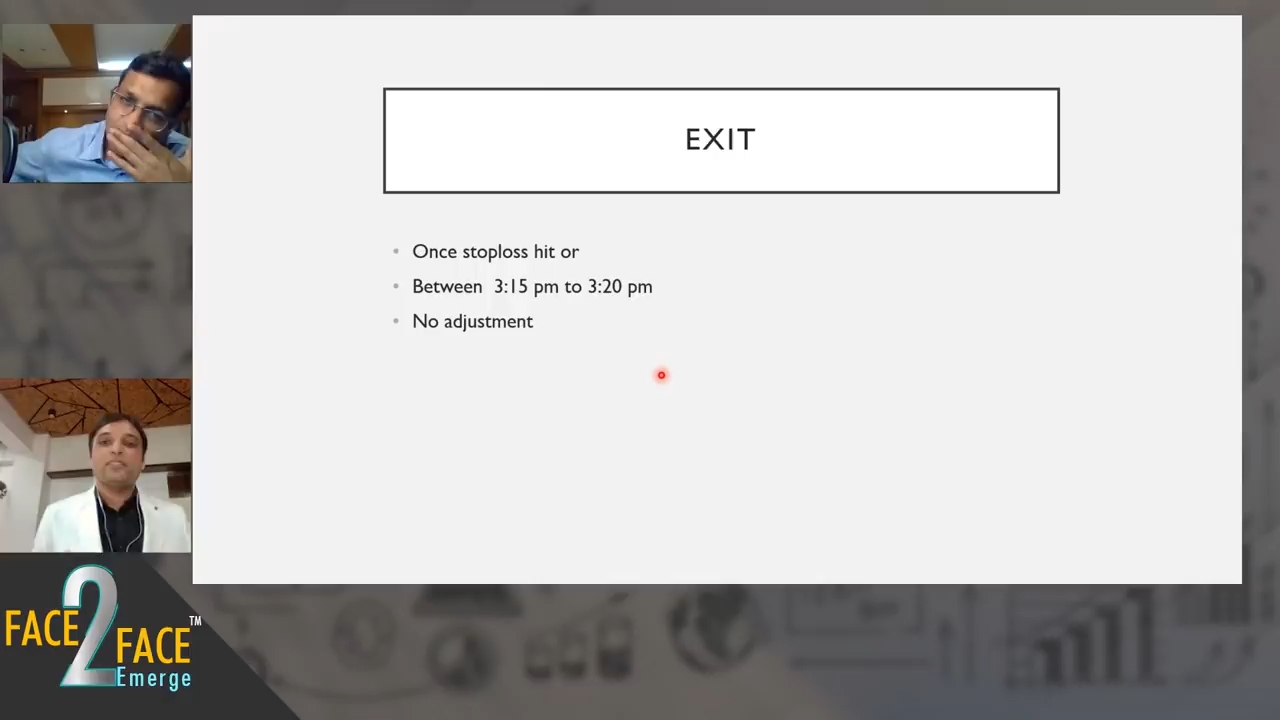 EXIT
Once stoploss hit or
Between 3:15 pm to 3:20 pm
No adjustment
FACE 2 FACE™
Emerge